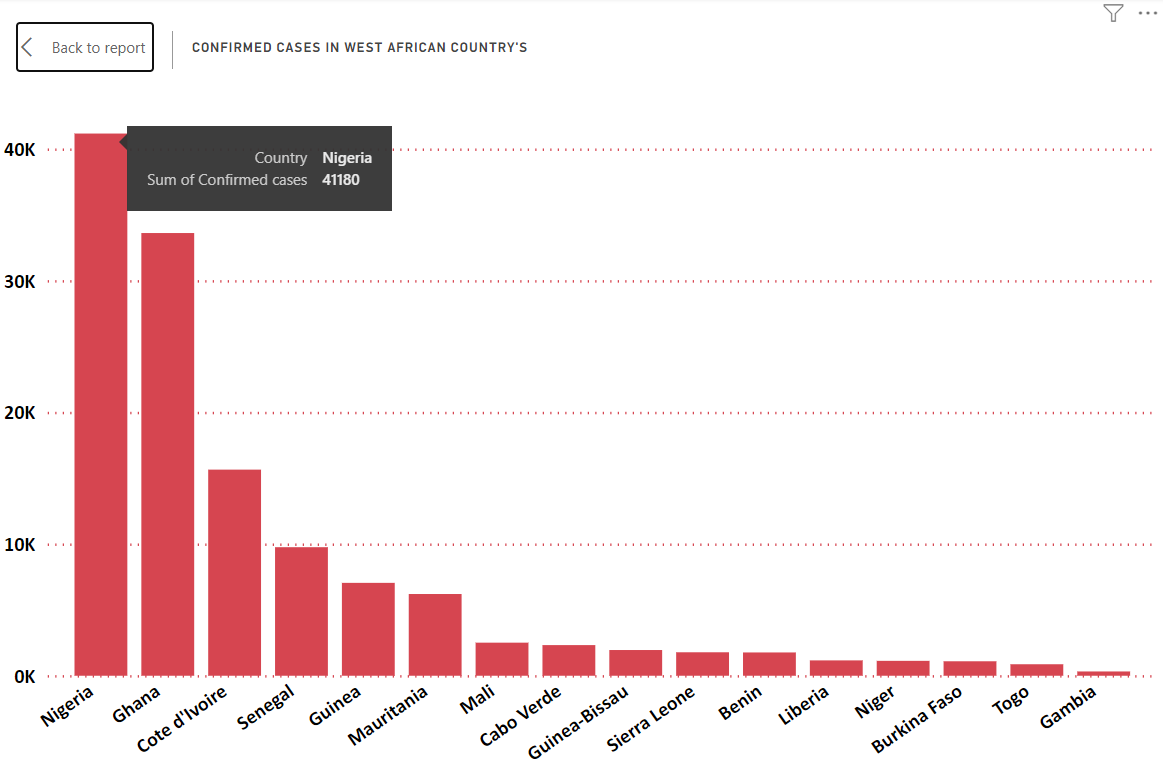 Back to report
CONFIRMED CASES IN WEST AFRICAN COUNTRY'S
40K
Country Nigeria
Sum of Confirmed cases 41180
30K
20K
10K
0K
Nigeria
Ghana
Cote d'Ivoire
Senegal
Guinea
Mauritania
Mali
Cabo Verde
Guinea-Bissau
Sierra Leone
Benin
Liberia
Niger
Burkina Faso
Togo
Gambia